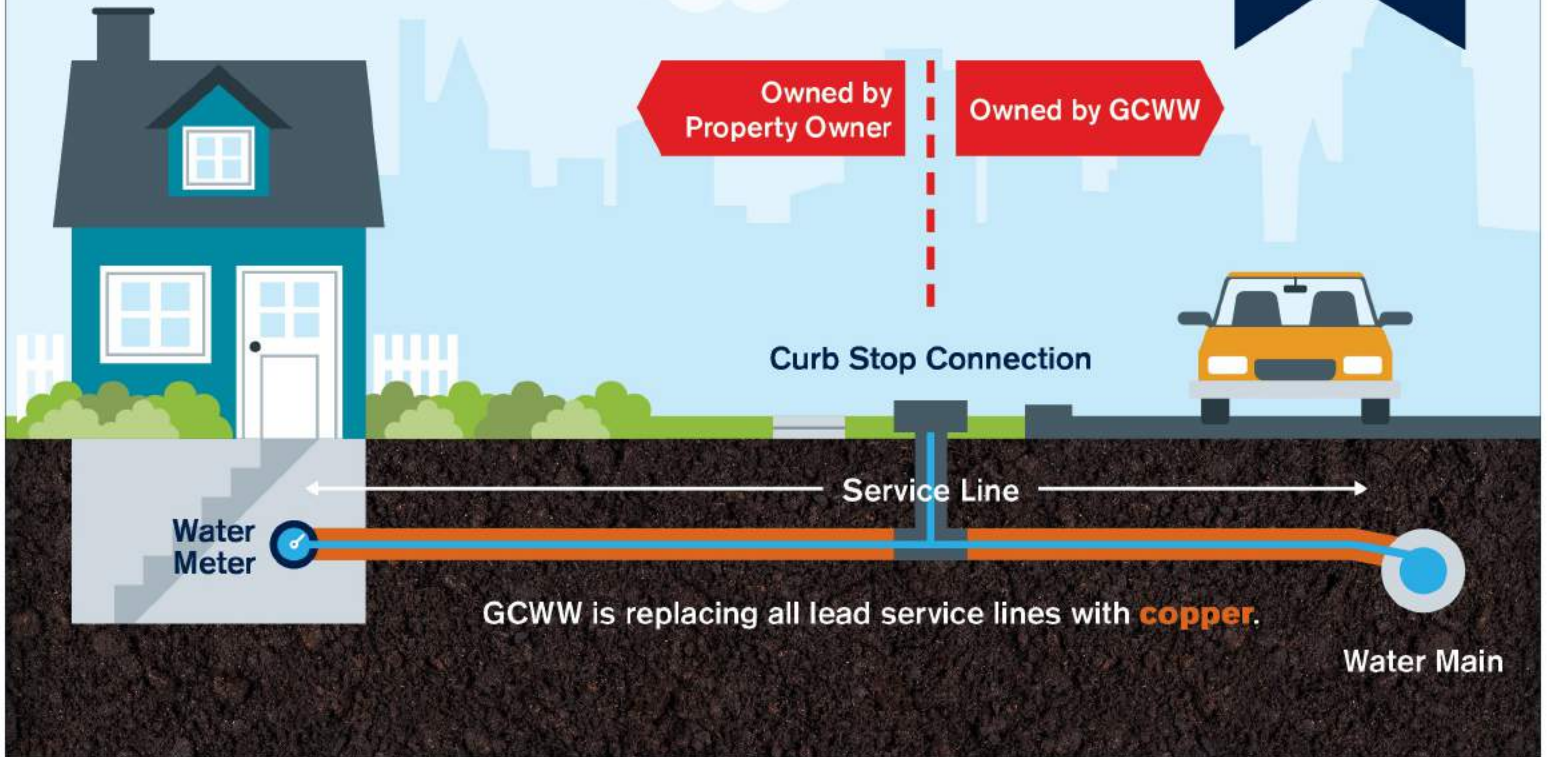 Owned by
Property Owner
Owned by GCWW
Curb Stop Connection
Service Line
Water
Meter
GCWW is replacing all lead service lines with copper.
Water Main